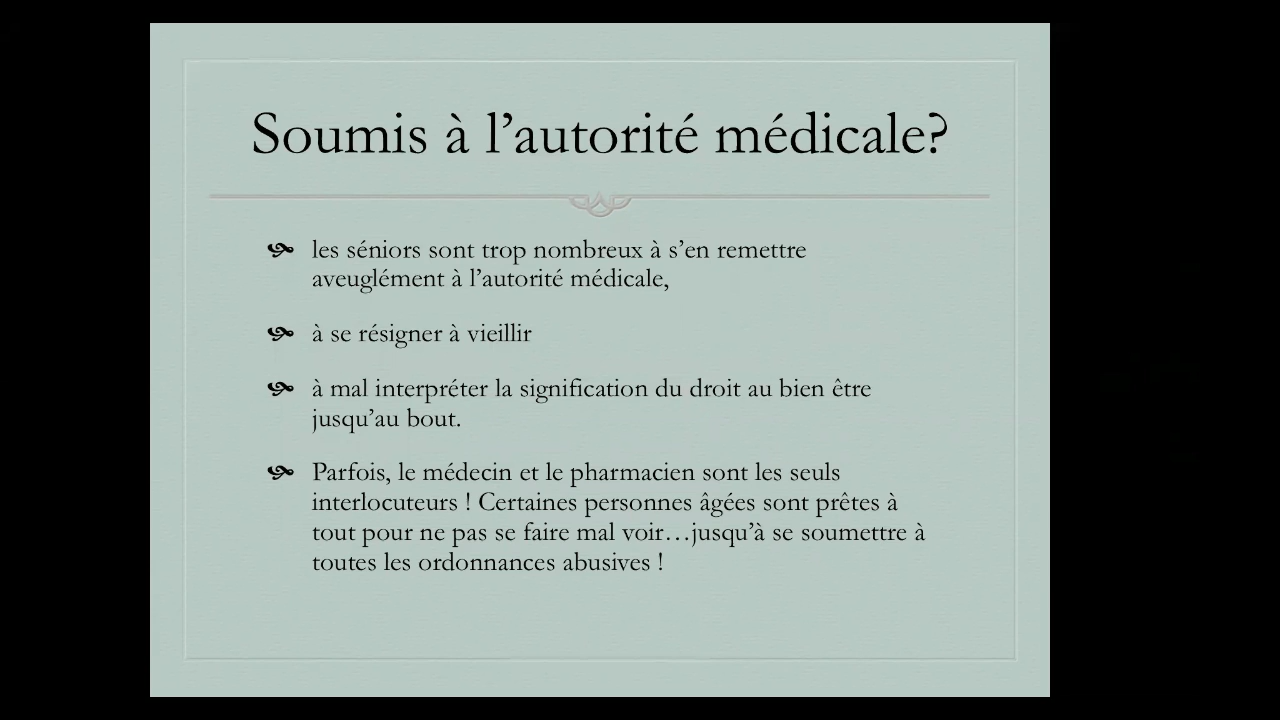 Soumis à l’autorité médicale?
les séniors sont trop nombreux à s’en remettre
aveuglément à l’autorité médicale,
à se résigner à vieillir
à mal interpréter la signification du droit au bien être
jusqu’au bout.
Parfois, le médecin et le pharmacien sont les seuls
interlocuteurs ! Certaines personnes âgées sont prêtes à
tout pour ne pas se faire mal voir…jusqu’à se soumettre à
toutes les ordonnances abusives !